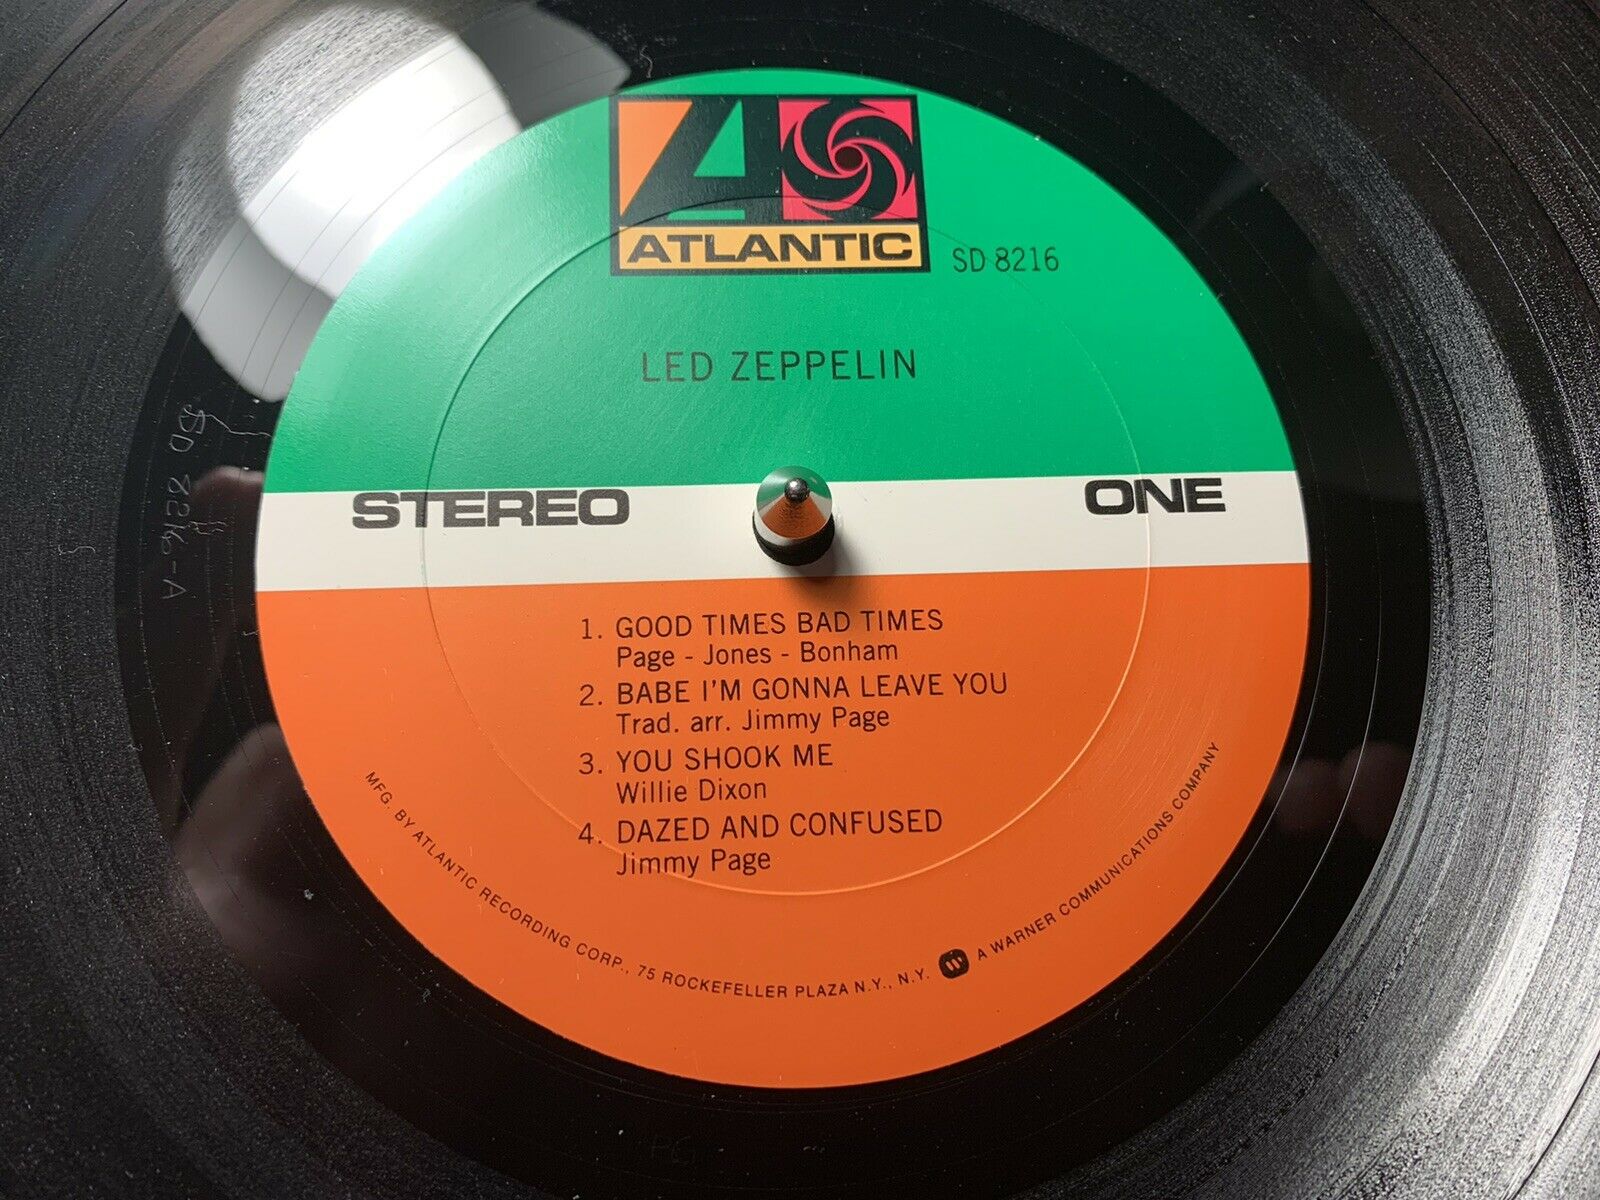 ATLANTIC
SD 8216
LED ZEPPELIN
STEREO ONE
1. GOOD TIMES BAD TIMES
Page - Jones - Bonham
2. BABE I'M GONNA LEAVE YOU
Trad. arr. Jimmy Page
3. YOU SHOOK ME
Willie Dixon
4. DAZED AND CONFUSED
Jimmy Page
MFG. BY ATLANTIC RECORDING CORP., 75 ROCKEFELLER PLAZA N.Y., N.Y. A WARNER COMMUNICATIONS COMPANY
SD 8216-A